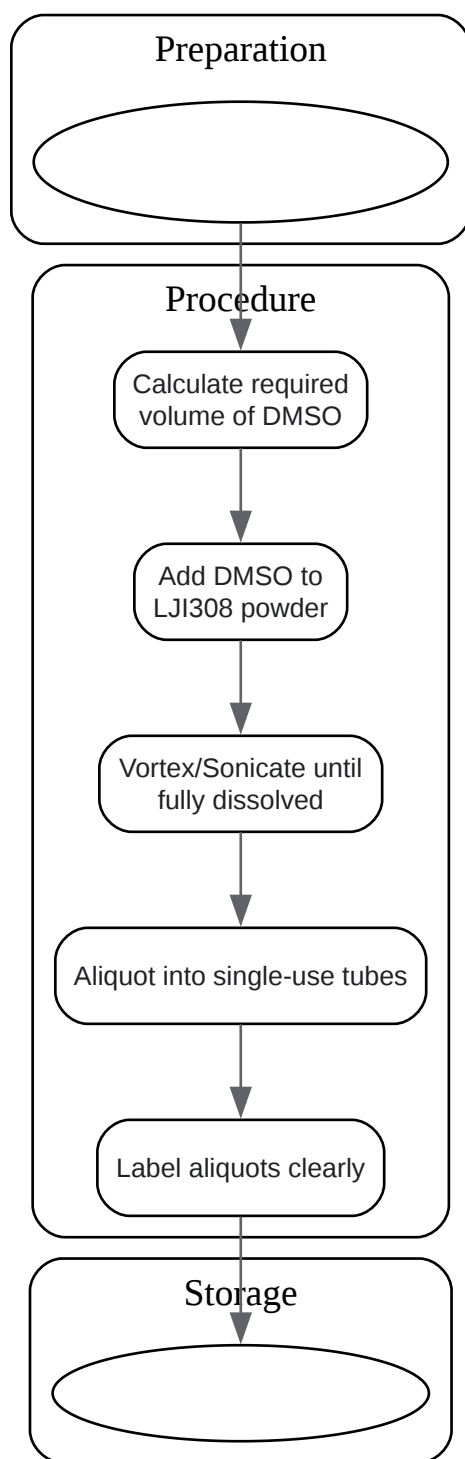 Preparation
Procedure
Calculate required
volume of DMSO
Add DMSO to
LJI308 powder
Vortex/Sonicate until
fully dissolved
Aliquot into single-use tubes
Label aliquots clearly
Storage